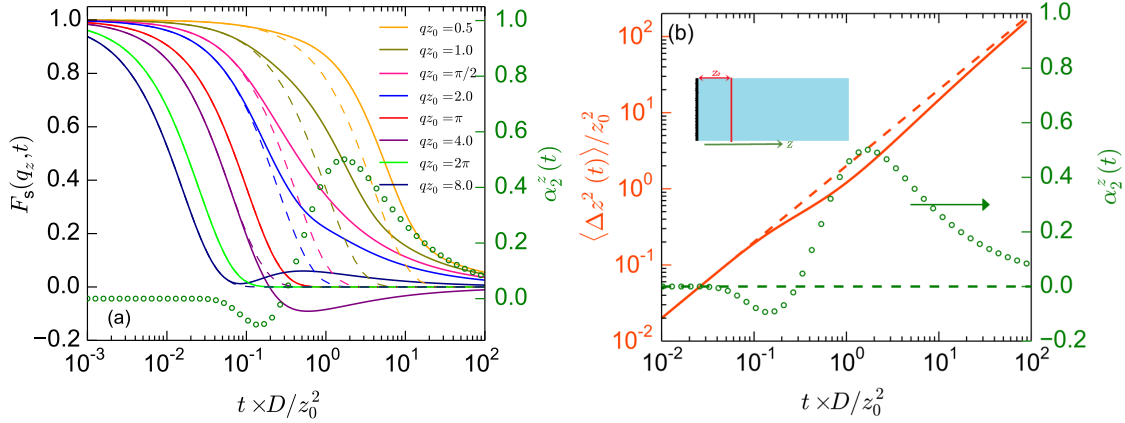 1.0
0.8
0.6
0.4
0.2
0.0
−0.2
F_s(q_z,t)
10^{-3}
10^{-2}
10^{-1}
10^0
10^1
10^2
t × D/z_0^2
(a)
qz_0=0.5
qz_0=1.0
qz_0=π/2
qz_0=2.0
qz_0=π
qz_0=4.0
qz_0=2π
qz_0=8.0
1.0
0.8
0.6
0.4
0.2
0.0
α_2^z(t)
(b)
10^2
10^1
10^0
10^{-1}
10^{-2}
⟨Δz^2(t)⟩/z_0^2
z
10^{-2}
10^{-1}
10^0
10^1
10^2
t × D/z_0^2
1.0
0.8
0.6
0.4
0.2
0.0
−0.2
α_2^z(t)